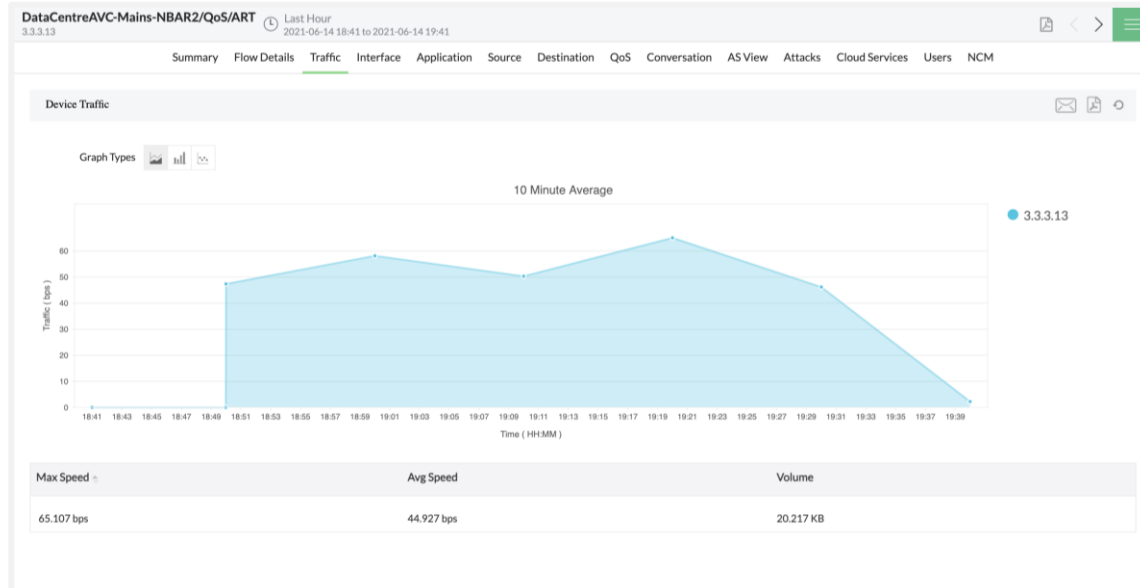 DataCentreAVC-Mains-NBAR2/QoS/ART Last Hour
3.3.3.13 2021-06-14 18:41 to 2021-06-14 19:41
Summary Flow Details Traffic Interface Application Source Destination QoS Conversation AS View Attacks Cloud Services Users NCM
Device Traffic
Graph Types
10 Minute Average
3.3.3.13
60
50
40
30
20
10
0
Traffic ( bps )
18:41 18:43 18:45 18:47 18:49 18:51 18:53 18:55 18:57 18:59 19:01 19:03 19:05 19:07 19:09 19:11 19:13 19:15 19:17 19:19 19:21 19:23 19:25 19:27 19:29 19:31 19:33 19:35 19:37 19:39
Time ( HH:MM )
Max Speed Avg Speed Volume
65.107 bps 44.927 bps 20.217 KB